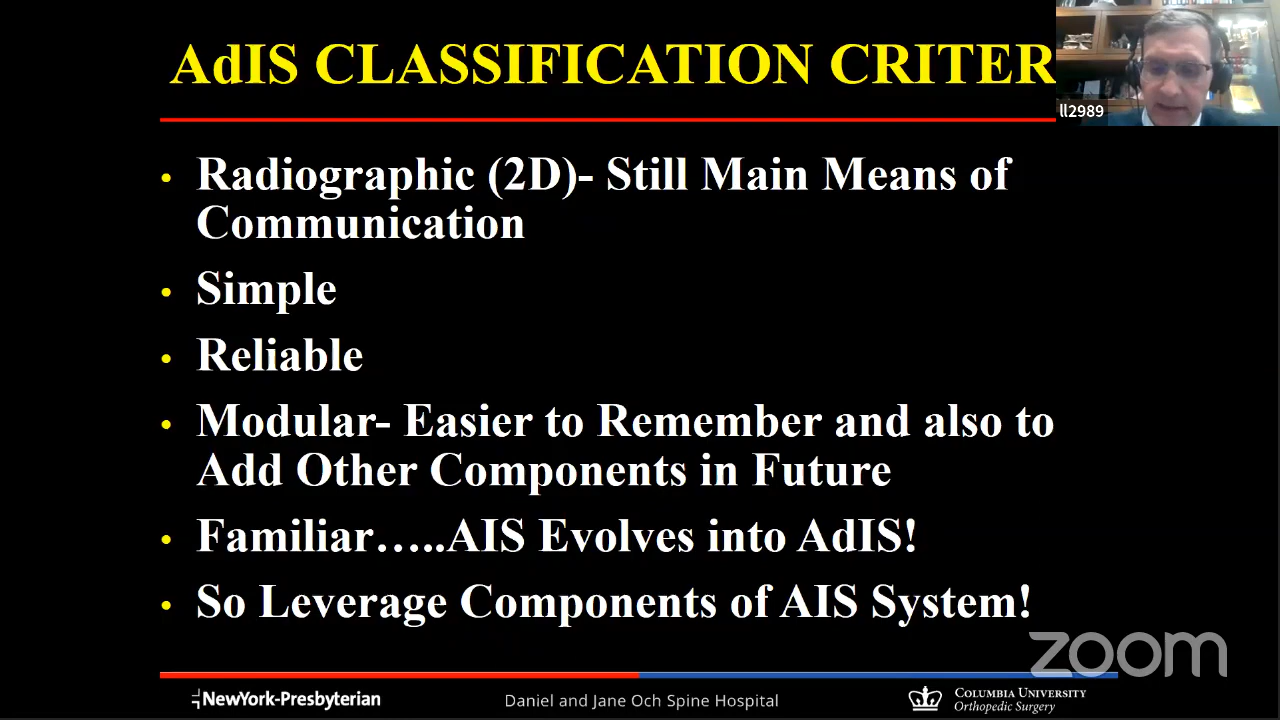 AdIS CLASSIFICATION CRITER
ll2989
• Radiographic (2D)- Still Main Means of
Communication
• Simple
• Reliable
• Modular- Easier to Remember and also to
Add Other Components in Future
• Familiar…..AIS Evolves into AdIS!
• So Leverage Components of AIS System!
zoom
NewYork-Presbyterian
Daniel and Jane Och Spine Hospital
COLUMBIA UNIVERSITY
Orthopedic Surgery